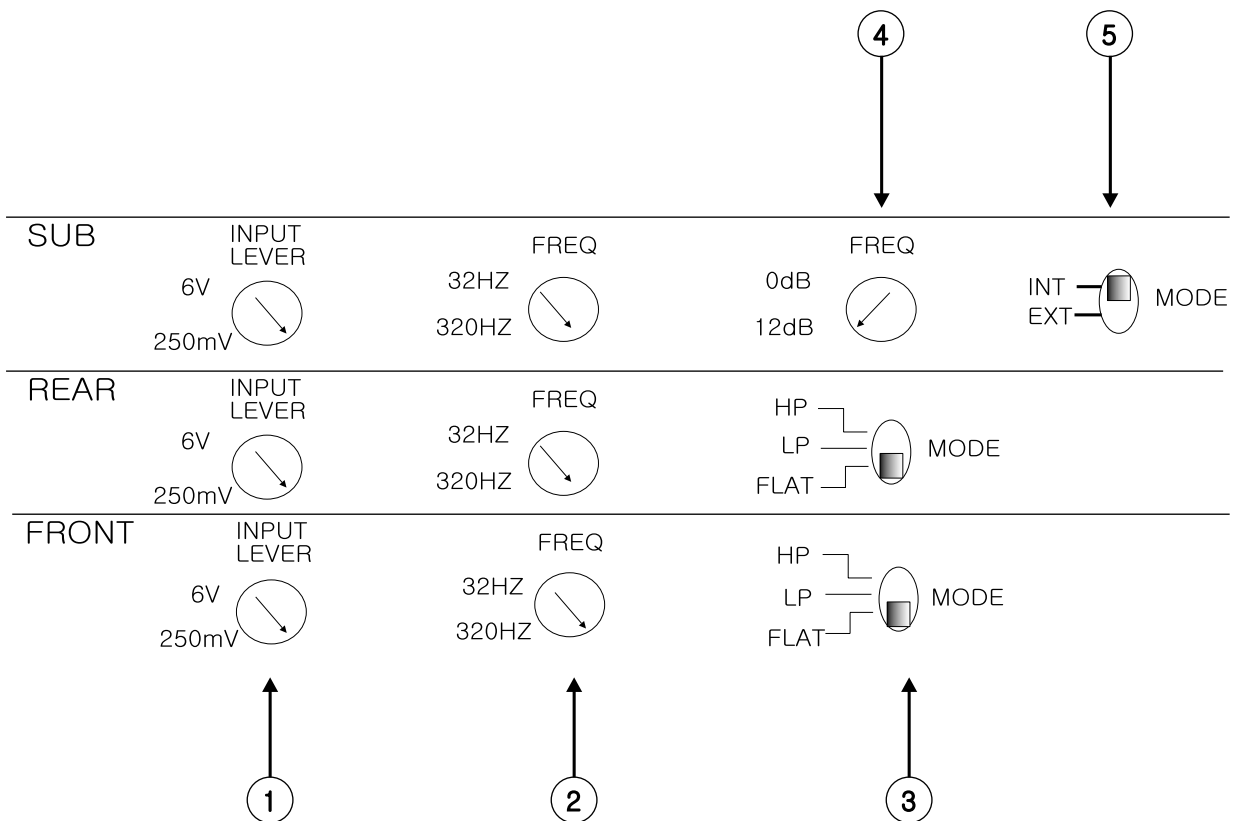 4
5
SUB
INPUT
LEVER
6V
250mV
FREQ
32HZ
320HZ
FREQ
0dB
12dB
INT
EXT
MODE
REAR
INPUT
LEVER
6V
250mV
FREQ
32HZ
320HZ
HP
LP
FLAT
MODE
FRONT
INPUT
LEVER
6V
250mV
FREQ
32HZ
320HZ
HP
LP
FLAT
MODE
1
2
3